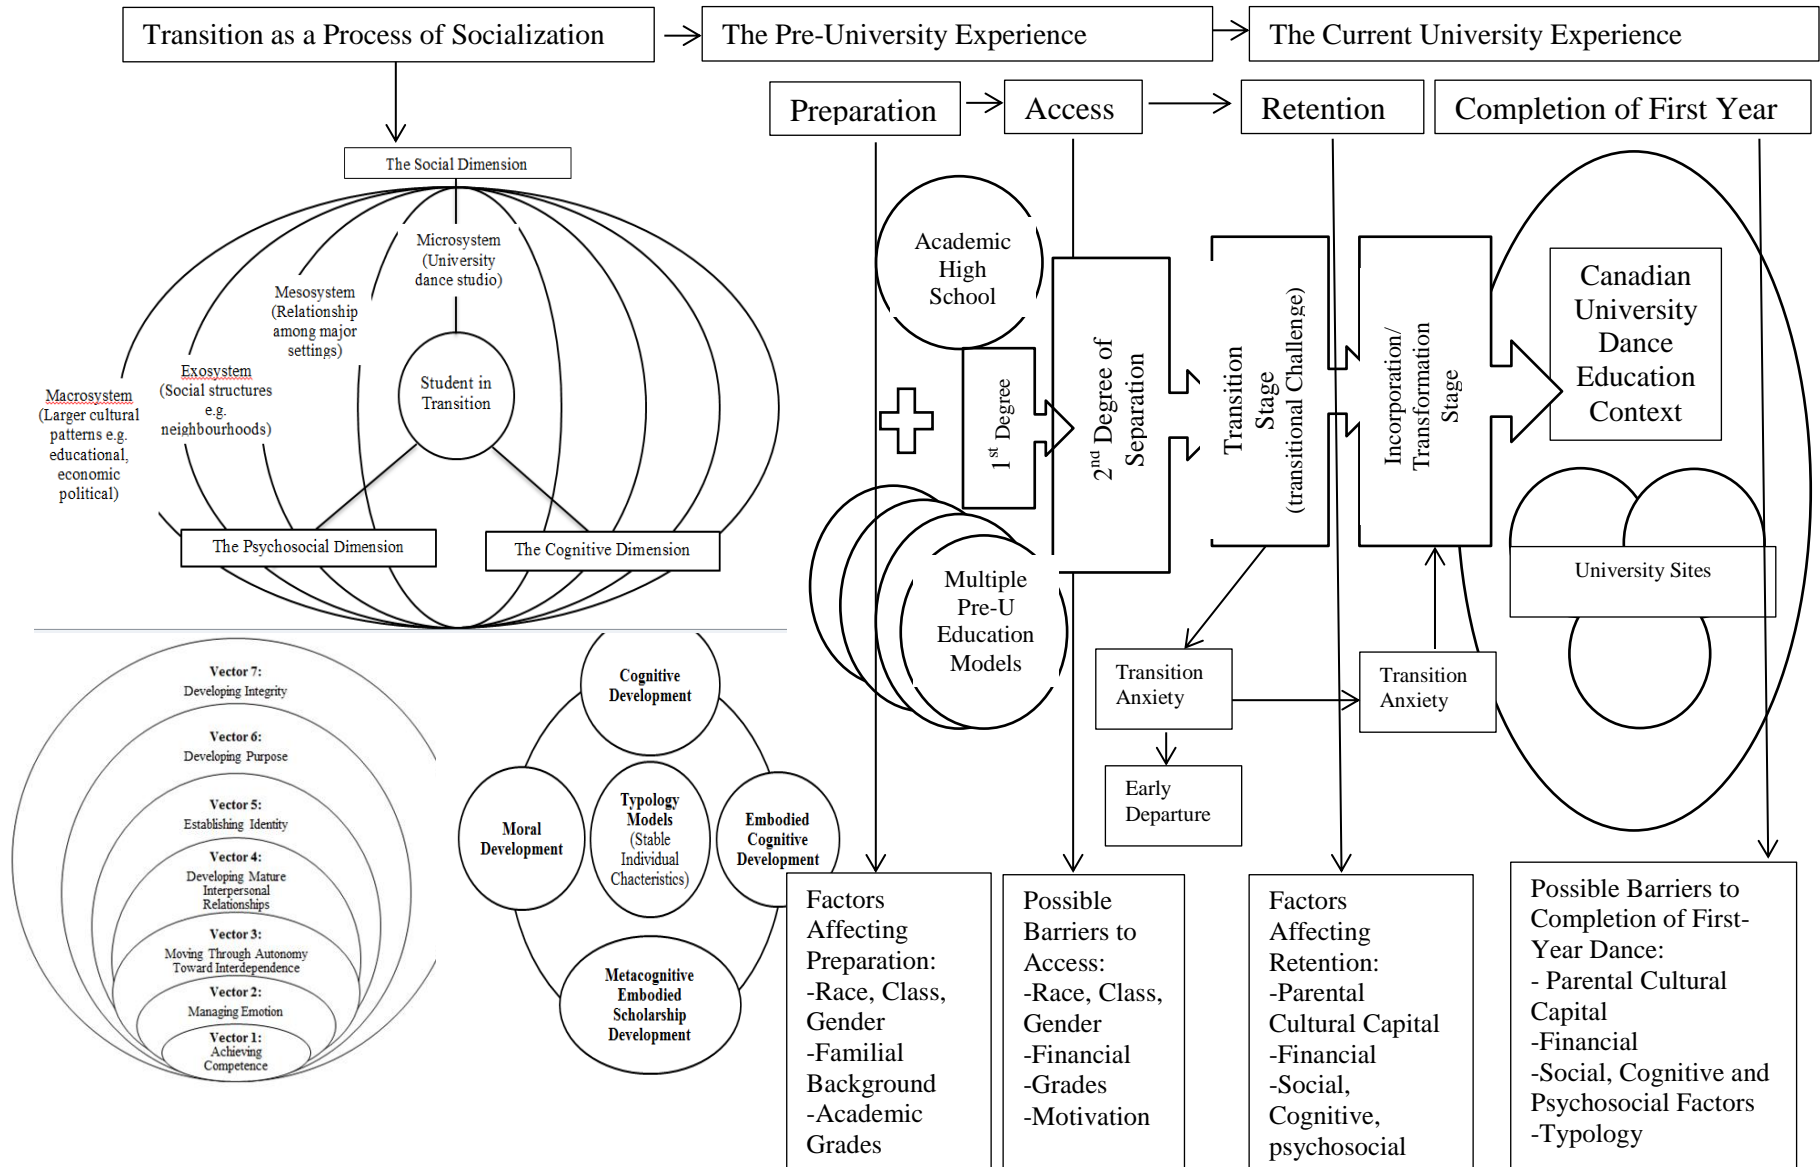 Transition as a Process of Socialization
The Pre-University Experience
The Current University Experience
Preparation
Access
Retention
Completion of First Year
The Social Dimension
Microsystem
(University
dance studio)
Mesosystem
(Relationship
among major
settings)
Exosystem
(Social structures
e.g.
neighbourhoods)
Macrosystem
(Larger cultural
patterns e.g.
educational,
economic
political)
Student in
Transition
The Psychosocial Dimension
The Cognitive Dimension
Vector 7:
Developing Integrity
Vector 6:
Developing Purpose
Vector 5:
Establishing Identity
Vector 4:
Developing Mature
Interpersonal
Relationships
Vector 3:
Moving Through Autonomy
Toward Interdependence
Vector 2:
Managing Emotion
Vector 1:
Achieving
Competence
Cognitive
Development
Moral
Development
Typology
Models
(Stable
Individual
Chacteristics)
Embodied
Cognitive
Development
Metacognitive
Embodied
Scholarship
Development
Academic
High
School
1st Degree
2nd Degree of
Separation
Transition
Stage
(transitional Challenge)
Incorporation/
Transformation
Stage
Canadian
University
Dance
Education
Context
University Sites
Multiple
Pre-U
Education
Models
Transition
Anxiety
Transition
Anxiety
Early
Departure
Factors
Affecting
Preparation:
-Race, Class,
Gender
-Familial
Background
-Academic
Grades
Possible
Barriers to
Access:
-Race, Class,
Gender
-Financial
-Grades
-Motivation
Factors
Affecting
Retention:
-Parental
Cultural Capital
-Financial
-Social,
Cognitive,
psychosocial
Possible Barriers to
Completion of First-
Year Dance:
- Parental Cultural
Capital
-Financial
-Social, Cognitive and
Psychosocial Factors
-Typology